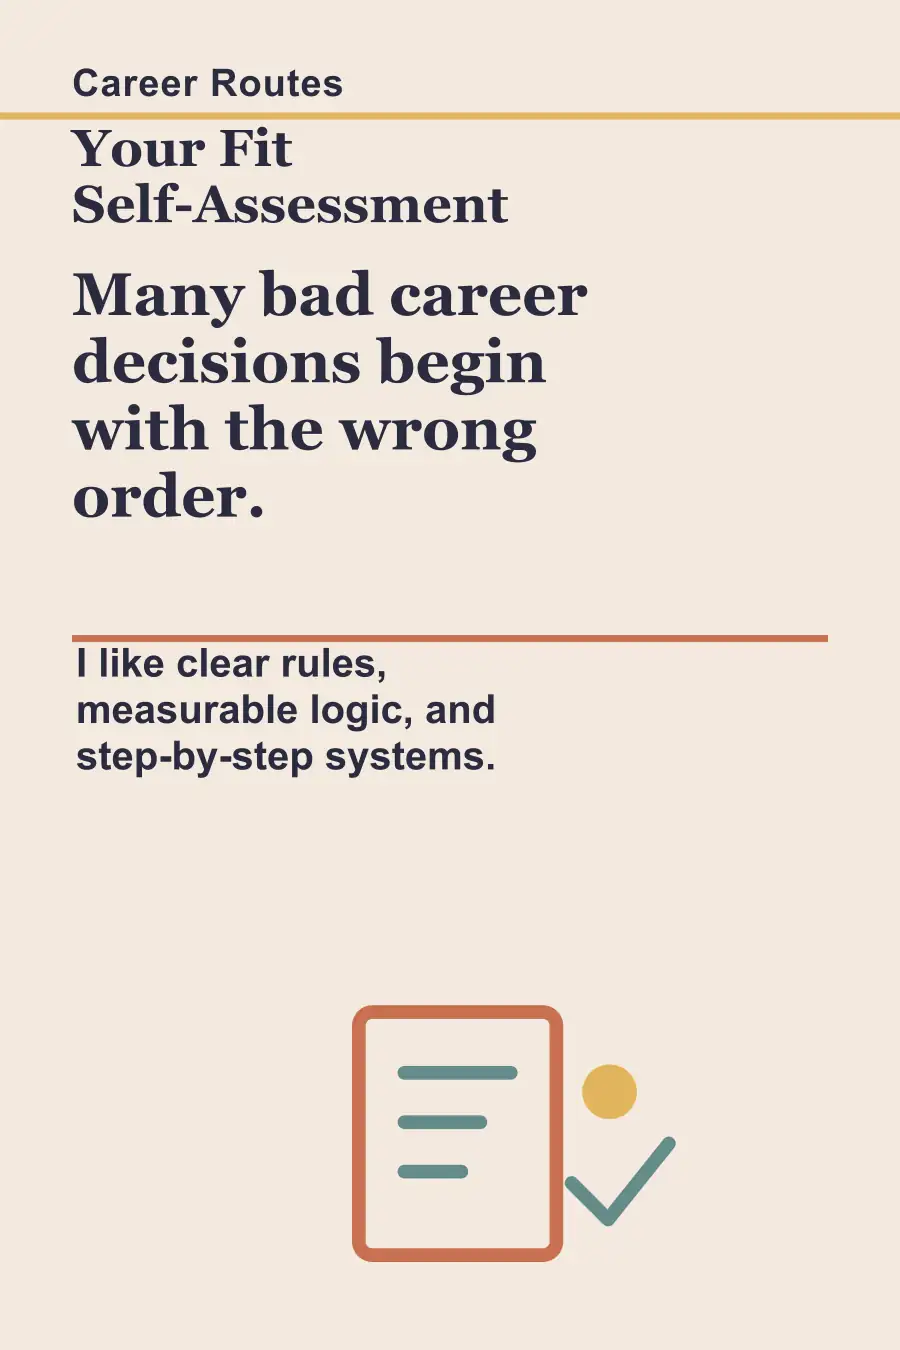 Career Routes
Your Fit
Self-Assessment
Many bad career
decisions begin
with the wrong
order.
I like clear rules,
measurable logic, and
step-by-step systems.